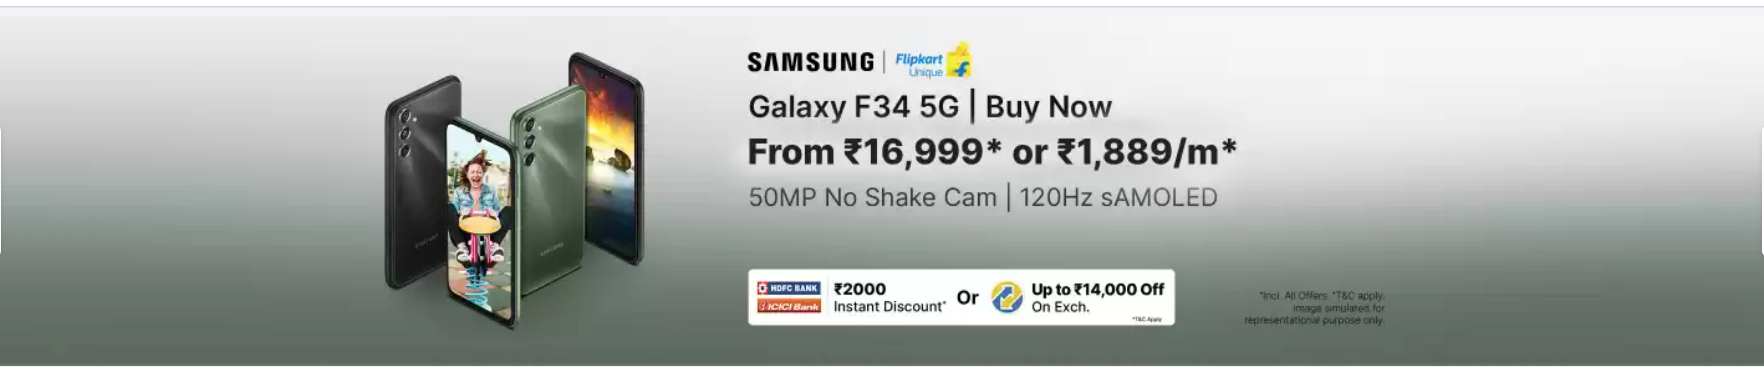 SAMSUNG | Flipkart
Unique
Galaxy F34 5G | Buy Now
From ₹16,999* or ₹1,889/m*
50MP No Shake Cam | 120Hz sAMOLED
HDFC BANK
ICICI Bank
₹2000
Instant Discount*
Or
Up to ₹14,000 Off
On Exch.
*T&C Apply
*Incl. All Offers. *T&C apply.
Image simulated for
representational purpose only.
SAMSUNG
SAMSUNG